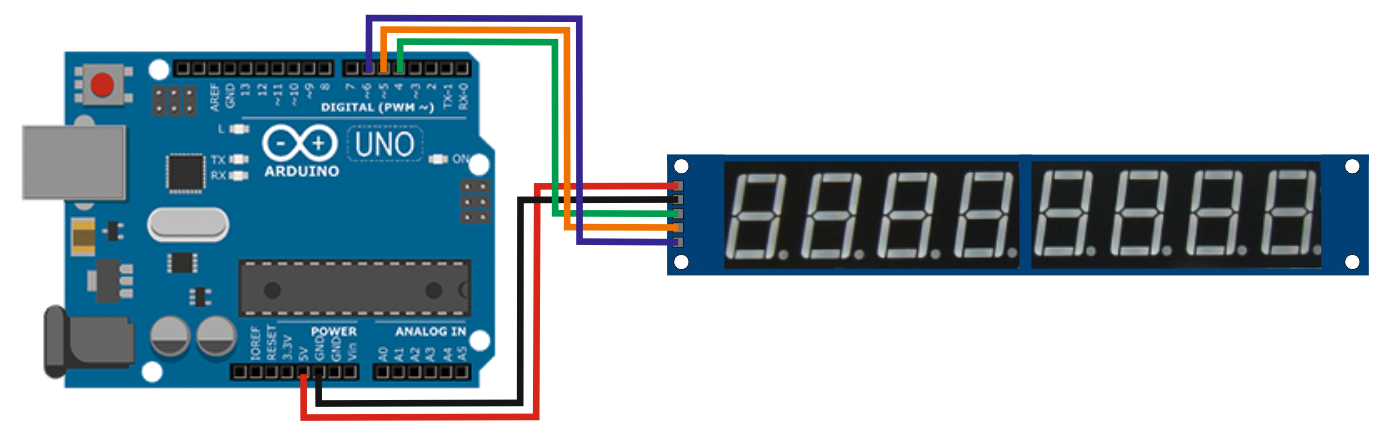 AREF
GND
13
12
~11
~10
~9
8
7
~6
~5
4
~3
2
TX-1
RX-0
DIGITAL (PWM ~)
L
TX
RX
- +
ARDUINO
UNO
ON
POWER
ANALOG IN
IOREF
RESET
3.3V
5V
GND
GND
Vin
A0
A1
A2
A3
A4
A5